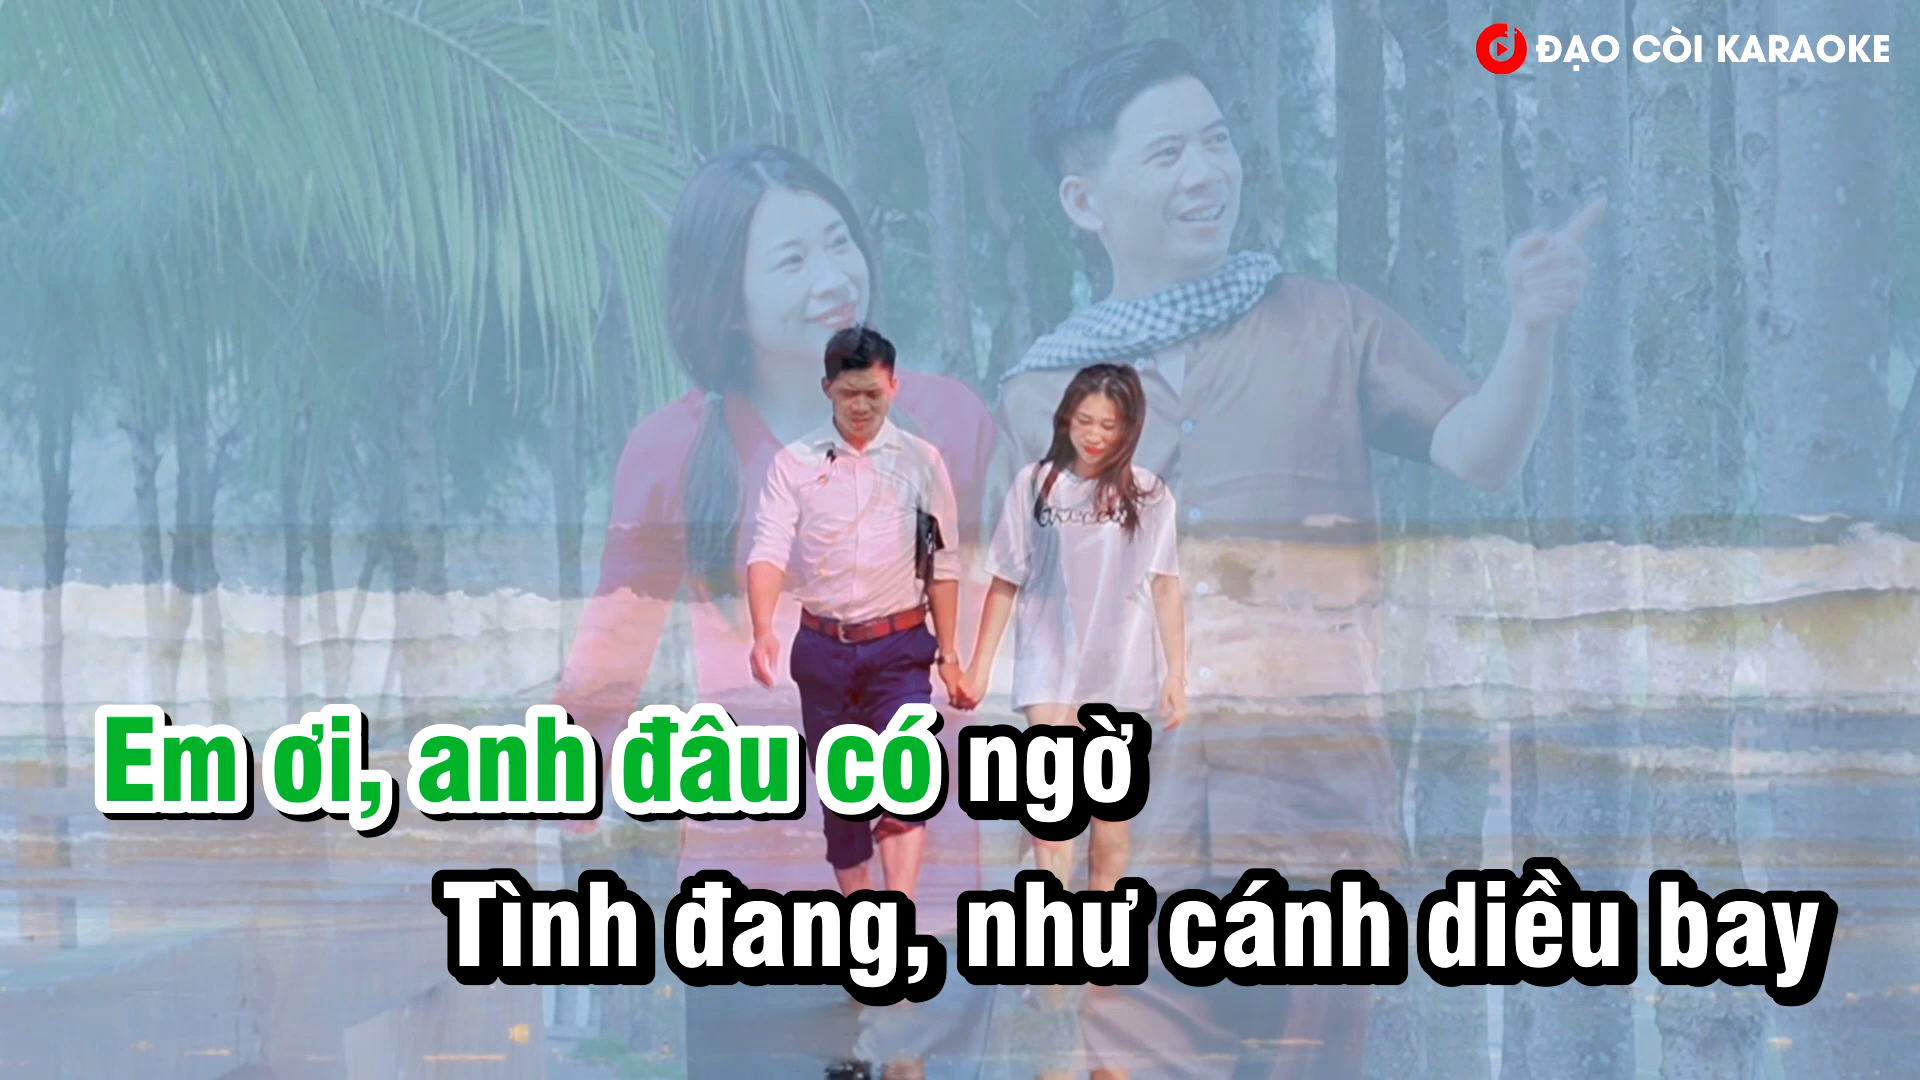 ĐẠO CÒI KARAOKE
Em ơi, anh đâu có ngờ
Tình đang, như cánh diều bay